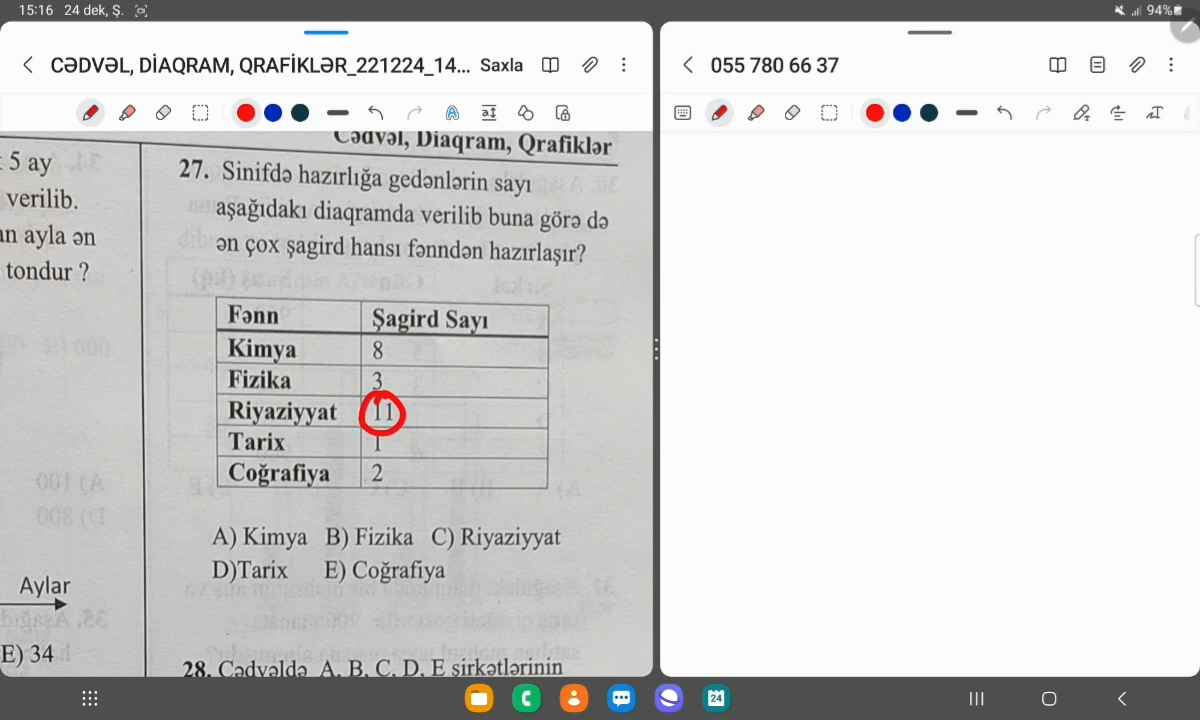 15:16 24 dek, Ş.
94%
CƏDVƏL, DİAQRAM, QRAFİKLƏR_221224_14... Saxla
055 780 66 37
Cədvəl, Diaqram, Qrafiklər
5 ay
verilib.
ayla ən
tondur ?
Aylar
E) 34
27. Sinifdə hazırlığa gedənlərin sayı
aşağıdakı diaqramda verilib buna görə də
ən çox şagird hansı fənndən hazırlaşır?
Fənn Şagird Sayı
Kimya 8
Fizika 3
Riyaziyyat 11
Tarix 1
Coğrafiya 2
A) Kimya B) Fizika C) Riyaziyyat
D)Tarix E) Coğrafiya
28. Cədvəldə A, B, C, D, E şirkətlərinin
24